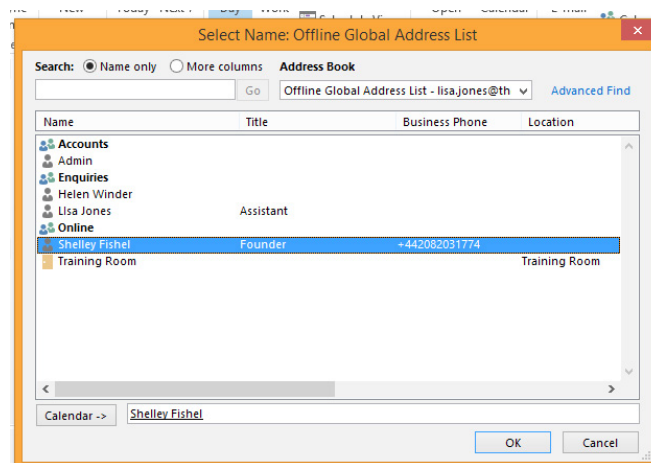 Select Name: Offline Global Address List
Search: Name only More columns Address Book
Go Offline Global Address List - lisa.jones@th Advanced Find
Name Title Business Phone Location
Accounts
Admin
Enquiries
Helen Winder
LIsa Jones Assistant
Online
Shelley Fishel Founder +442082031774
Training Room Training Room
Calendar -> Shelley Fishel
OK Cancel